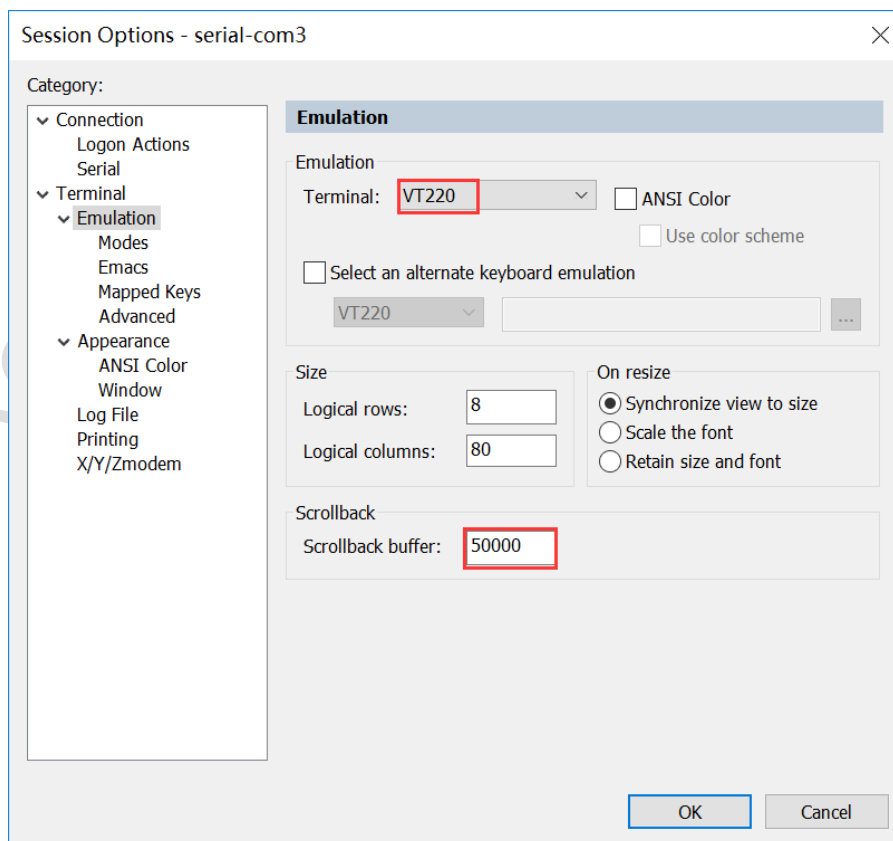 Session Options - serial-com3
Category:
Connection
Logon Actions
Serial
Terminal
Emulation
Modes
Emacs
Mapped Keys
Advanced
Appearance
ANSI Color
Window
Log File
Printing
X/Y/Zmodem
Emulation
Emulation
Terminal: VT220 ANSI Color
Use color scheme
Select an alternate keyboard emulation
VT220 ...
Size
Logical rows: 8
Logical columns: 80
On resize
Synchronize view to size
Scale the font
Retain size and font
Scrollback
Scrollback buffer: 50000
OK Cancel